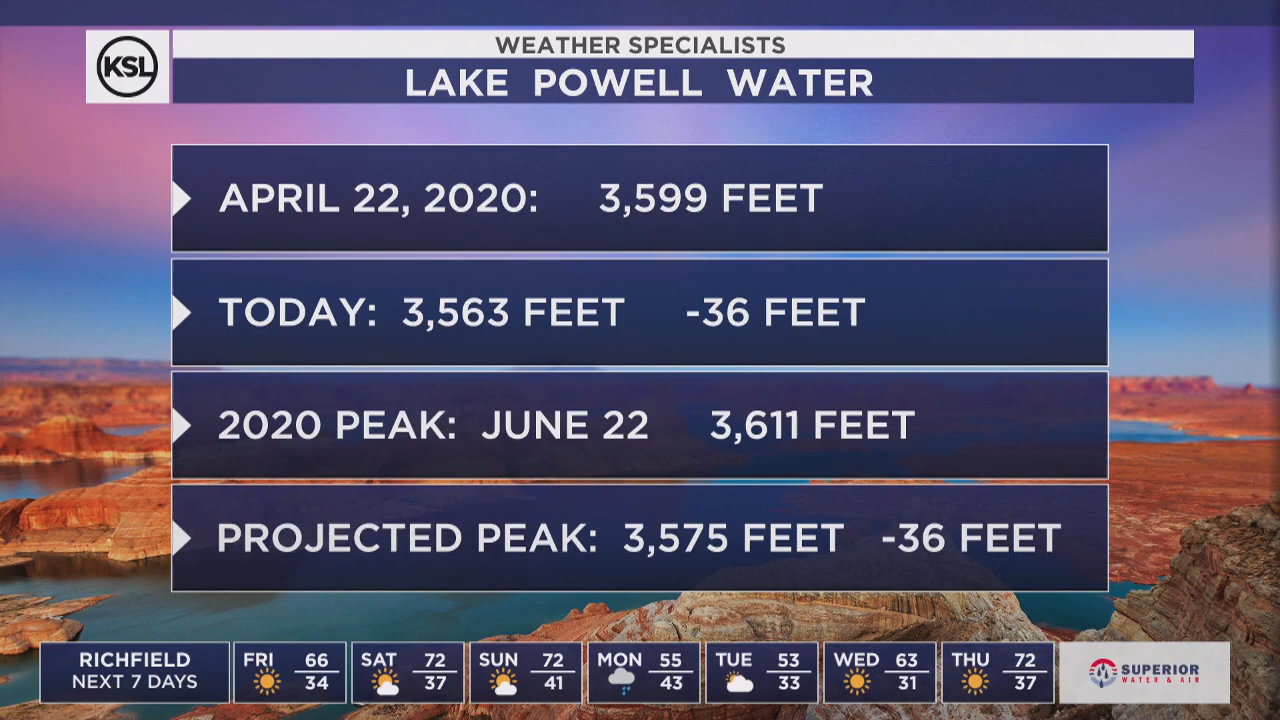 KSL
WEATHER SPECIALISTS
LAKE POWELL WATER
APRIL 22, 2020: 3,599 FEET
TODAY: 3,563 FEET -36 FEET
2020 PEAK: JUNE 22 3,611 FEET
PROJECTED PEAK: 3,575 FEET -36 FEET
RICHFIELD
NEXT 7 DAYS
FRI 66
34
SAT 72
37
SUN 72
41
MON 55
43
TUE 53
33
WED 63
31
THU 72
37
SUPERIOR
WATER & AIR